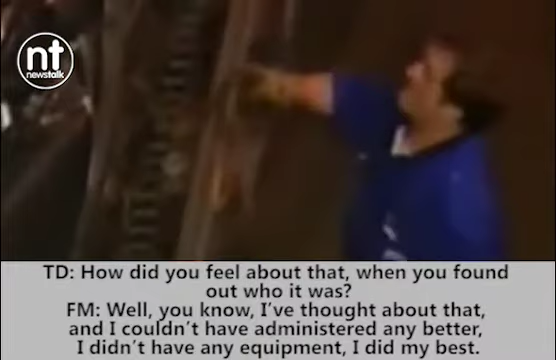 nt
newstalk
TD: How did you feel about that, when you found
out who it was?
FM: Well, you know, I've thought about that,
and I couldn't have administered any better,
I didn't have any equipment, I did my best.